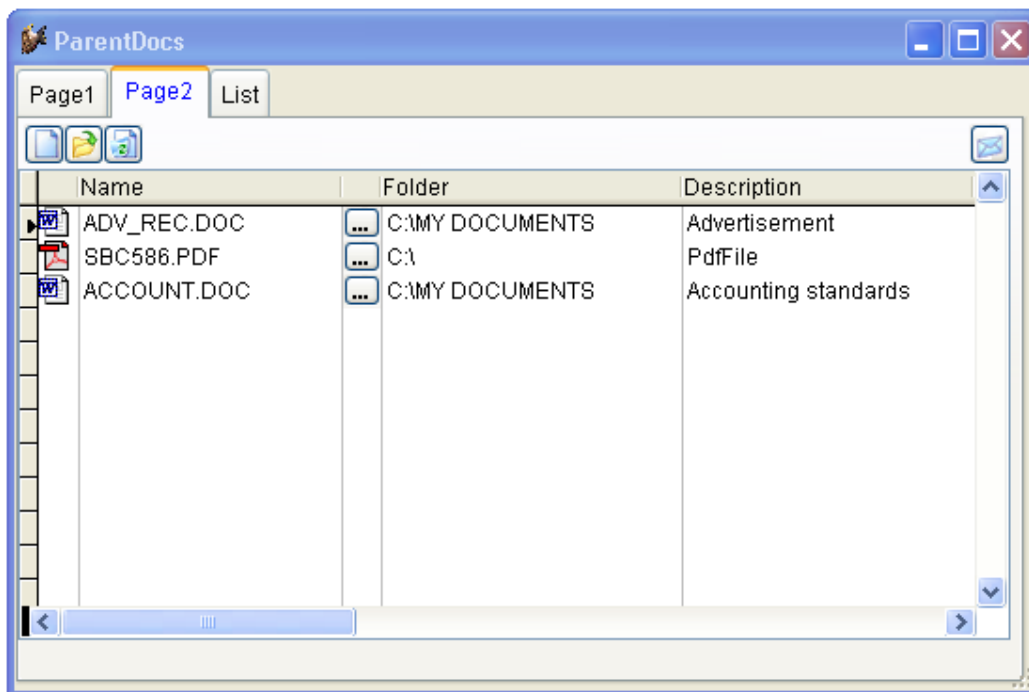 ParentDocs
Page1 Page2 List
Name Folder Description
ADV_REC.DOC ... C:\MY DOCUMENTS Advertisement
SBC586.PDF ... C:\ PdfFile
ACCOUNT.DOC ... C:\MY DOCUMENTS Accounting standards